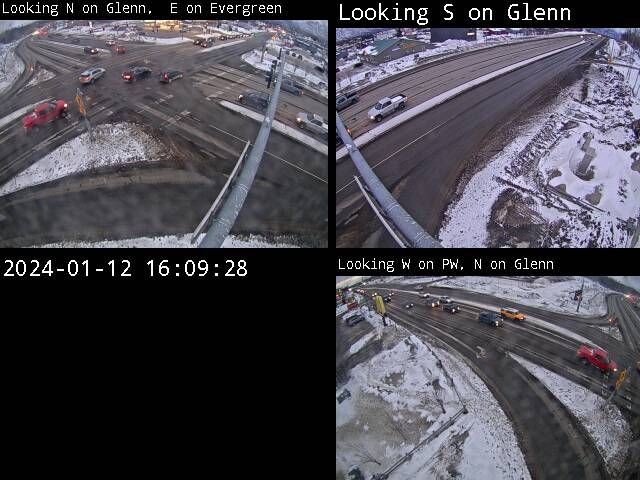 Looking N on Glenn,  E on Evergreen
Looking S on Glenn
2024-01-12 16:09:28
Looking W on PW, N on Glenn